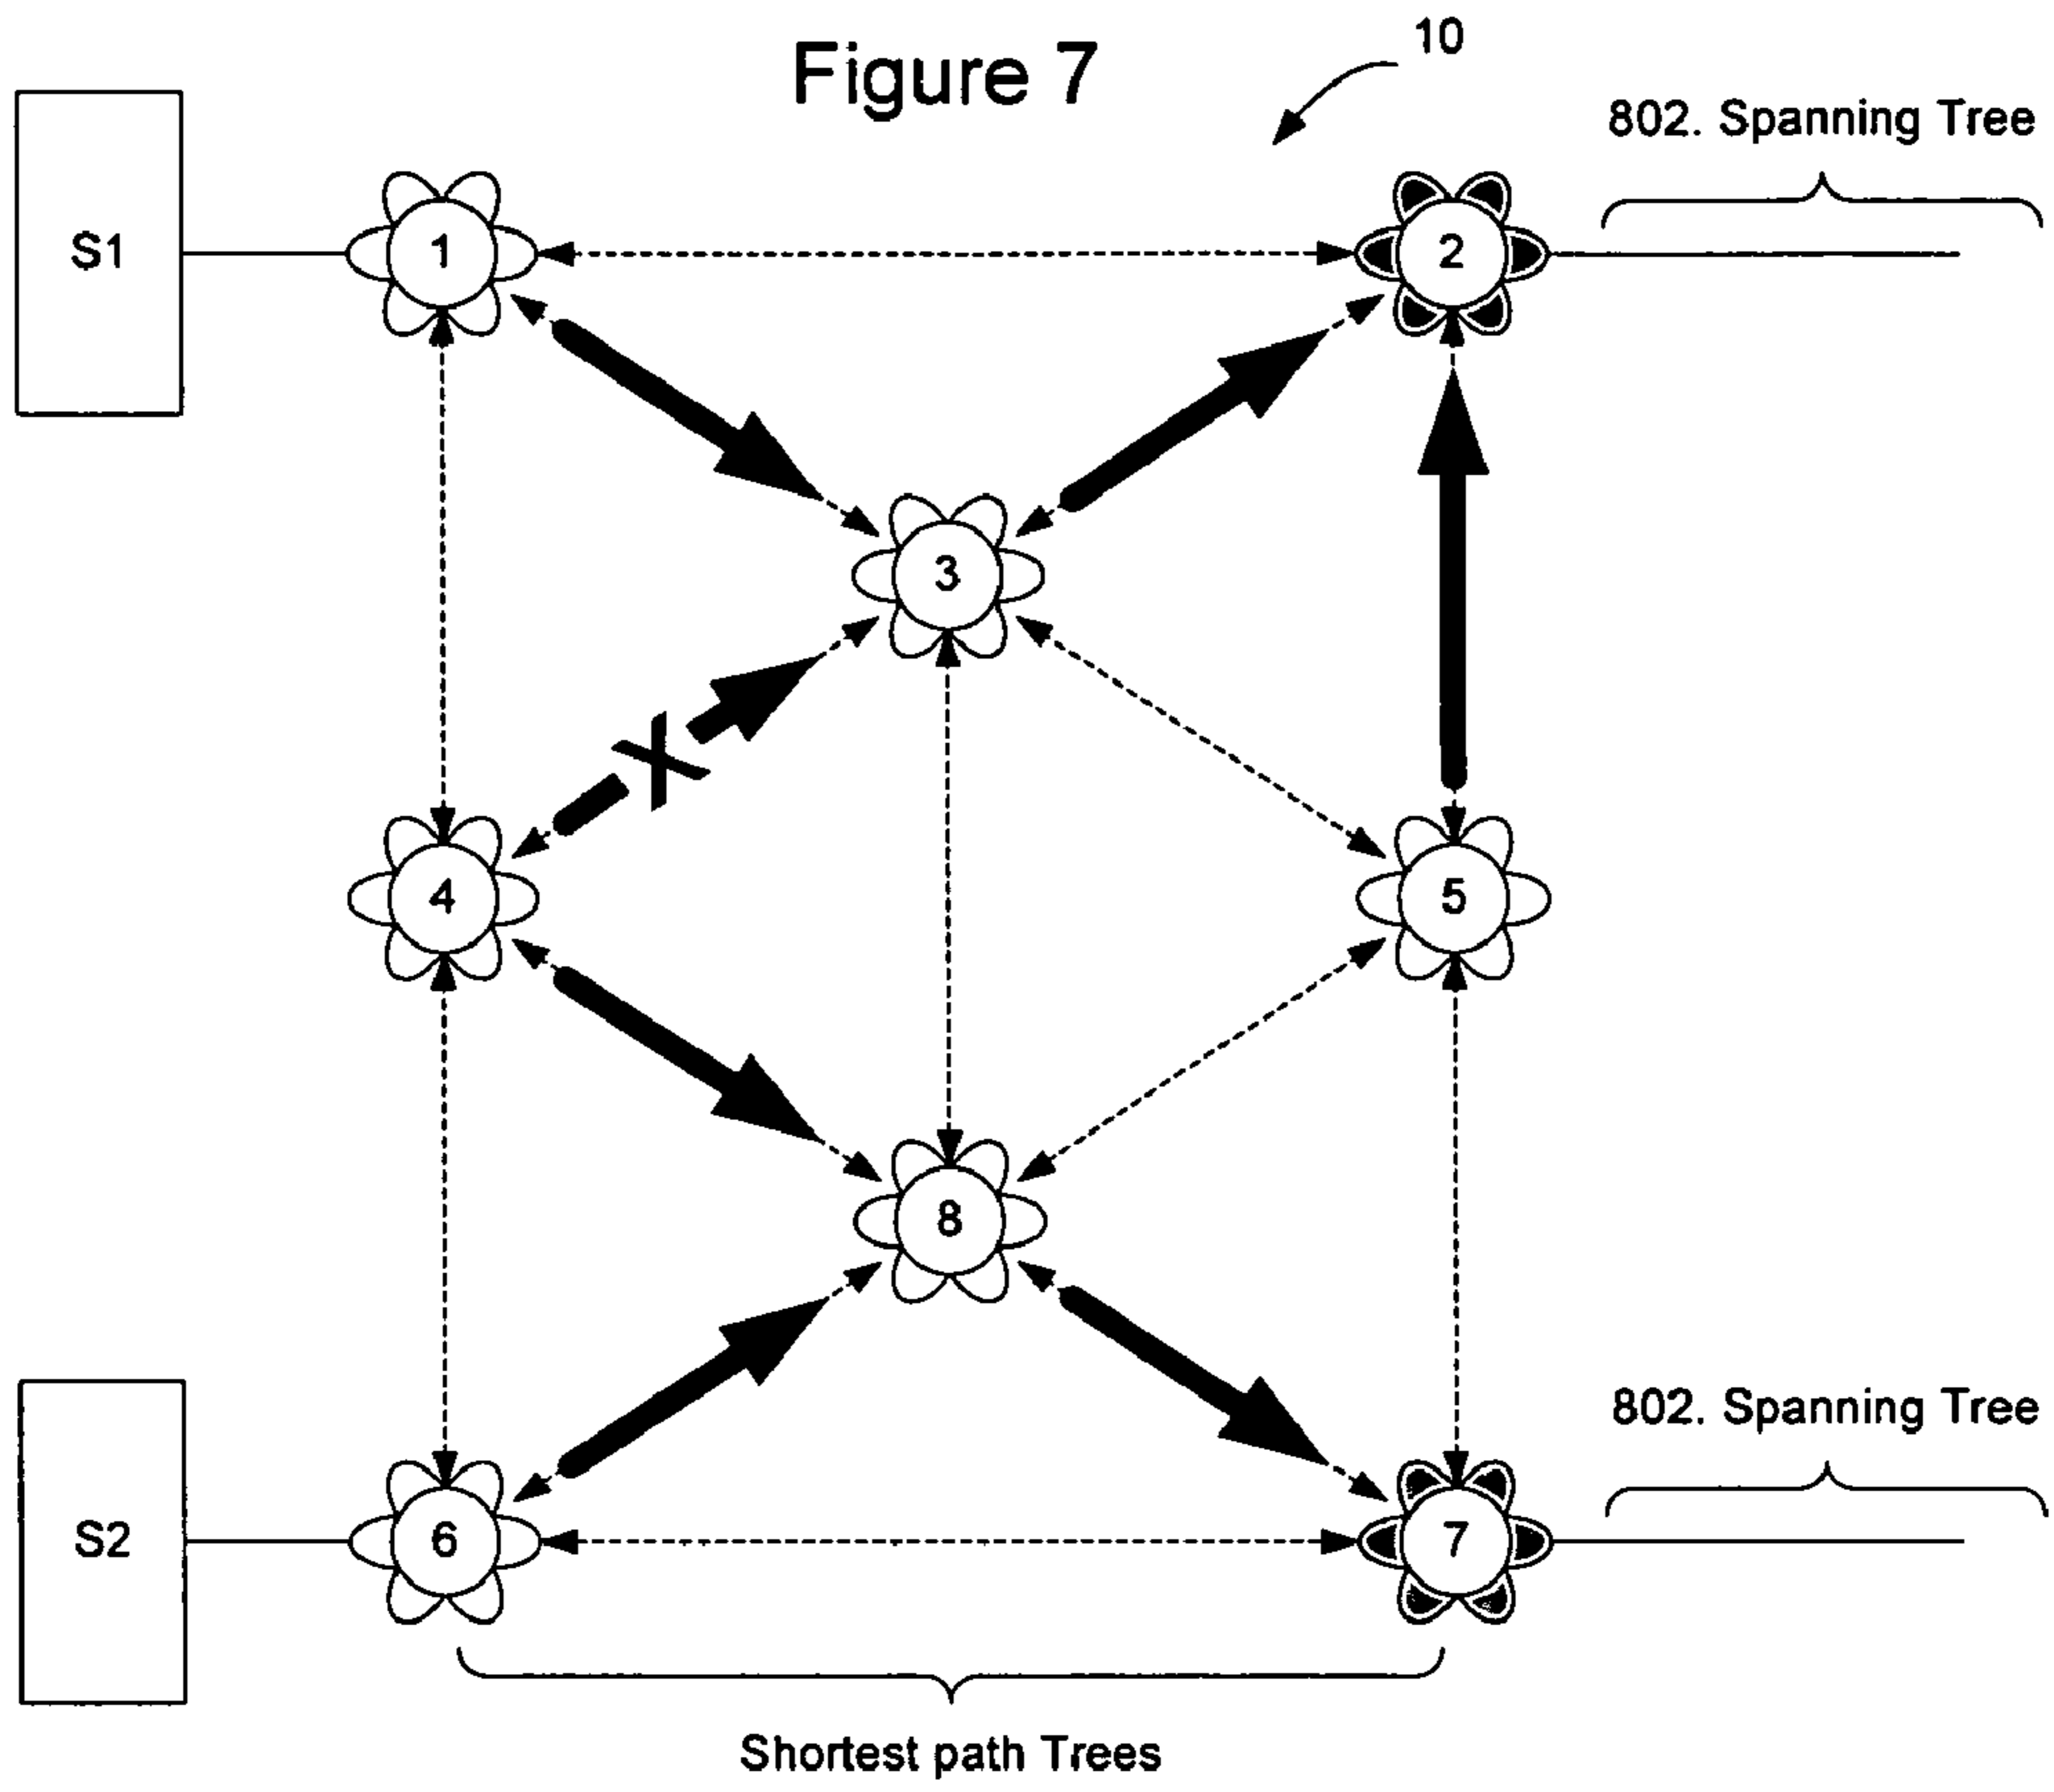 Figure 7
10
802. Spanning Tree
S1
1
2
3
X
4
5
8
802. Spanning Tree
S2
6
7
Shortest path Trees